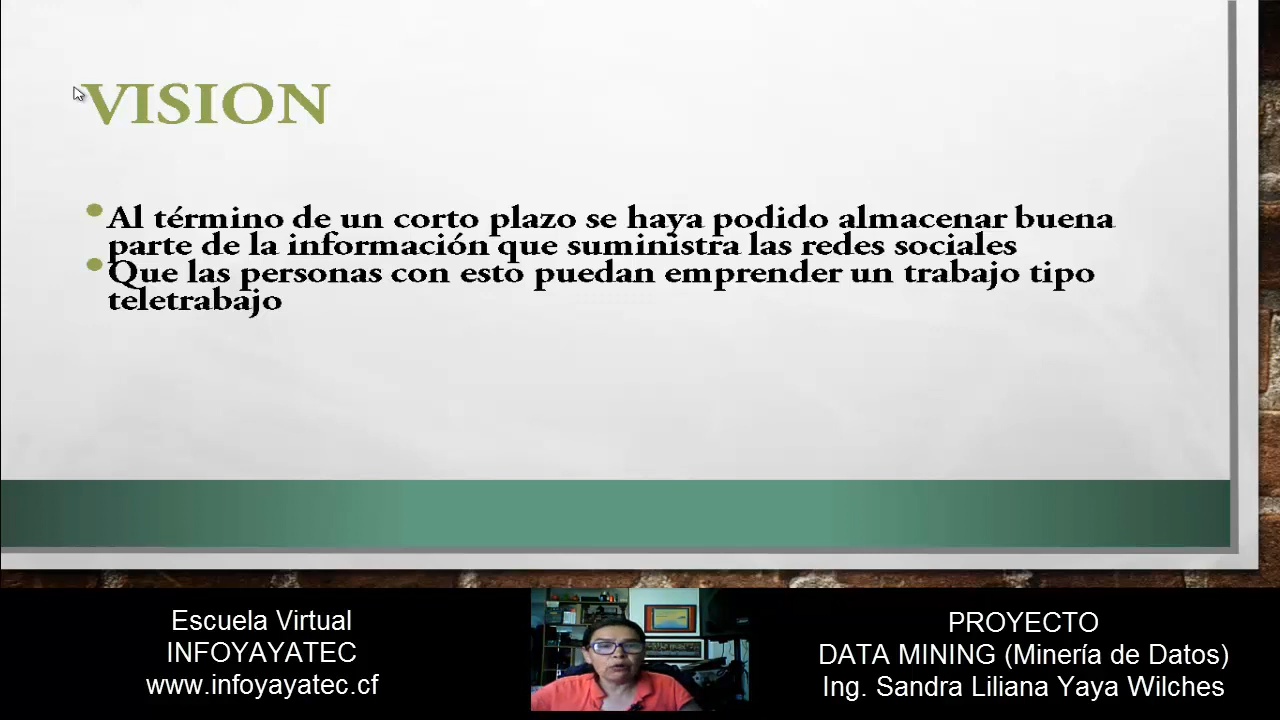 VISION
Al término de un corto plazo se haya podido almacenar buena
parte de la información que suministra las redes sociales
Que las personas con esto puedan emprender un trabajo tipo
teletrabajo
Escuela Virtual
INFOYAYATEC
www.infoyayatec.cf
PROYECTO
DATA MINING (Minería de Datos)
Ing. Sandra Liliana Yaya Wilches